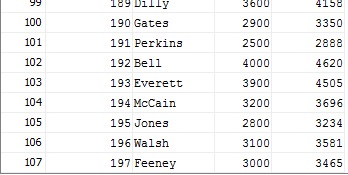 99 189 Dilly 3600 4158
100 190 Gates 2900 3350
101 191 Perkins 2500 2888
102 192 Bell 4000 4620
103 193 Everett 3900 4505
104 194 McCain 3200 3696
105 195 Jones 2800 3234
106 196 Walsh 3100 3581
107 197 Feeney 3000 3465